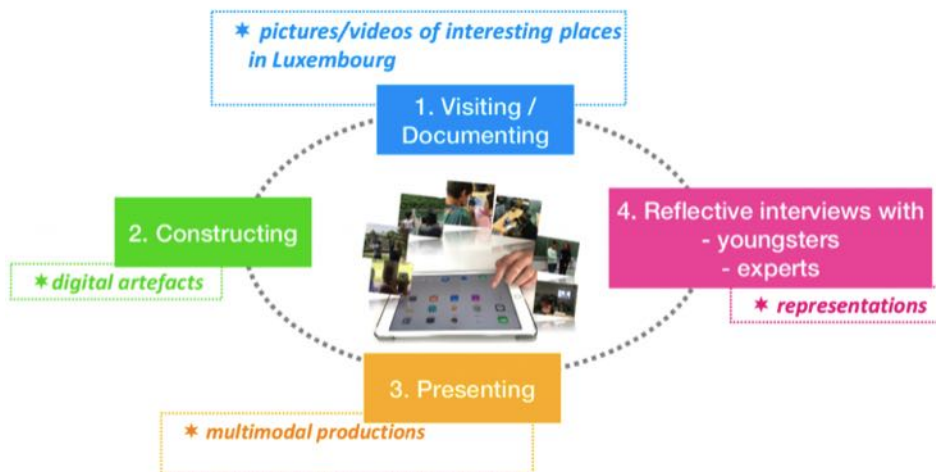 ✶ pictures/videos of interesting places
in Luxembourg
1. Visiting /
Documenting
2. Constructing
✶ digital artefacts
4. Reflective interviews with
- youngsters
- experts
✶ representations
3. Presenting
✶ multimodal productions